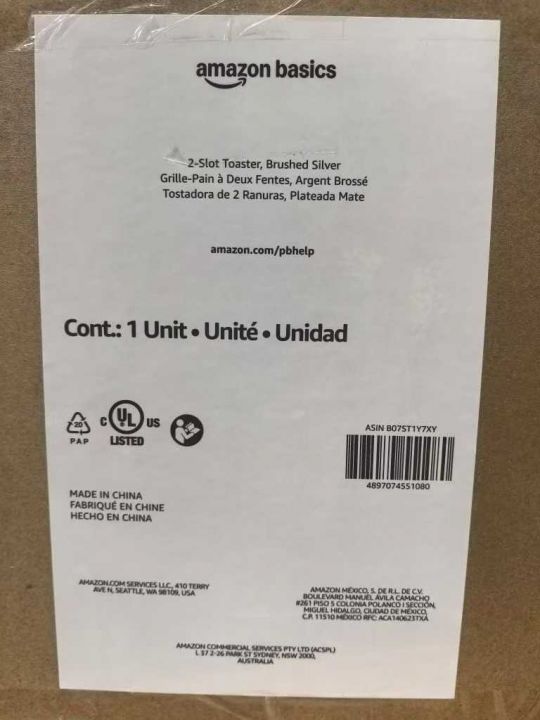 amazon basics
2-Slot Toaster, Brushed Silver
Grille-Pain à Deux Fentes, Argent Brossé
Tostadora de 2 Ranuras, Plateada Mate
amazon.com/pbhelp
Cont.: 1 Unit • Unité • Unidad
20
PAP
C UL US
LISTED
ASIN B07ST1Y7XY
4897074551080
MADE IN CHINA
FABRIQUÉ EN CHINE
HECHO EN CHINA
AMAZON.COM SERVICES LLC., 410 TERRY
AVE N, SEATTLE, WA 98109, USA
AMAZON MÉXICO, S. DE R.L. DE C.V.
BOULEVARD MANUEL ÁVILA CAMACHO
#261 PISO 5 COLONIA POLANCO I SECCIÓN,
MIGUEL HIDALGO, CIUDAD DE MÉXICO,
C.P. 11510 MÉXICO RFC: ACA140623TXA
AMAZON COMMERCIAL SERVICES PTY LTD (ACSPL)
L 37 2-26 PARK ST SYDNEY, NSW 2000,
AUSTRALIA